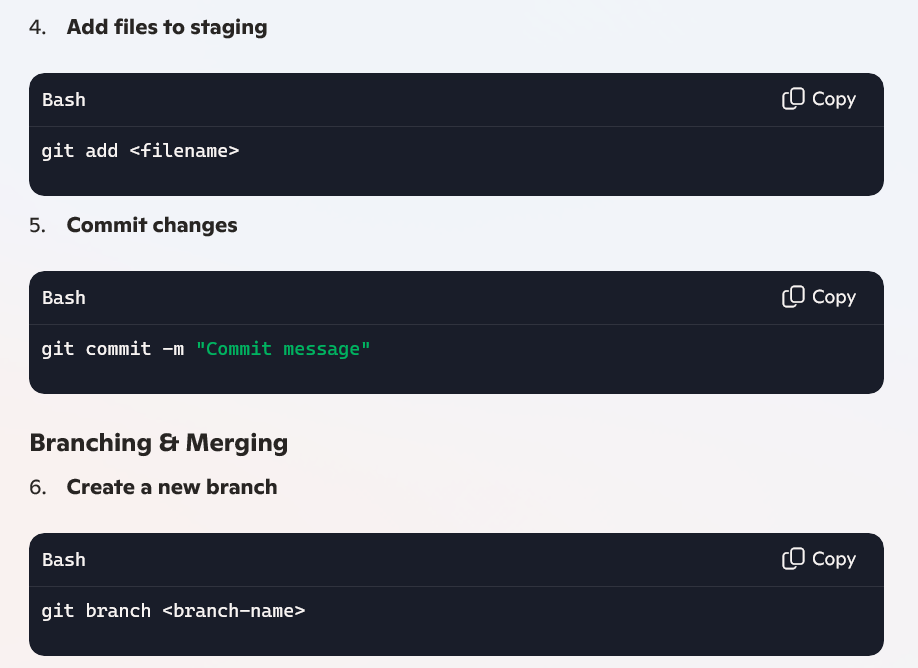 4. Add files to staging
Bash Copy
git add <filename>
5. Commit changes
Bash Copy
git commit -m "Commit message"
Branching & Merging
6. Create a new branch
Bash Copy
git branch <branch-name>